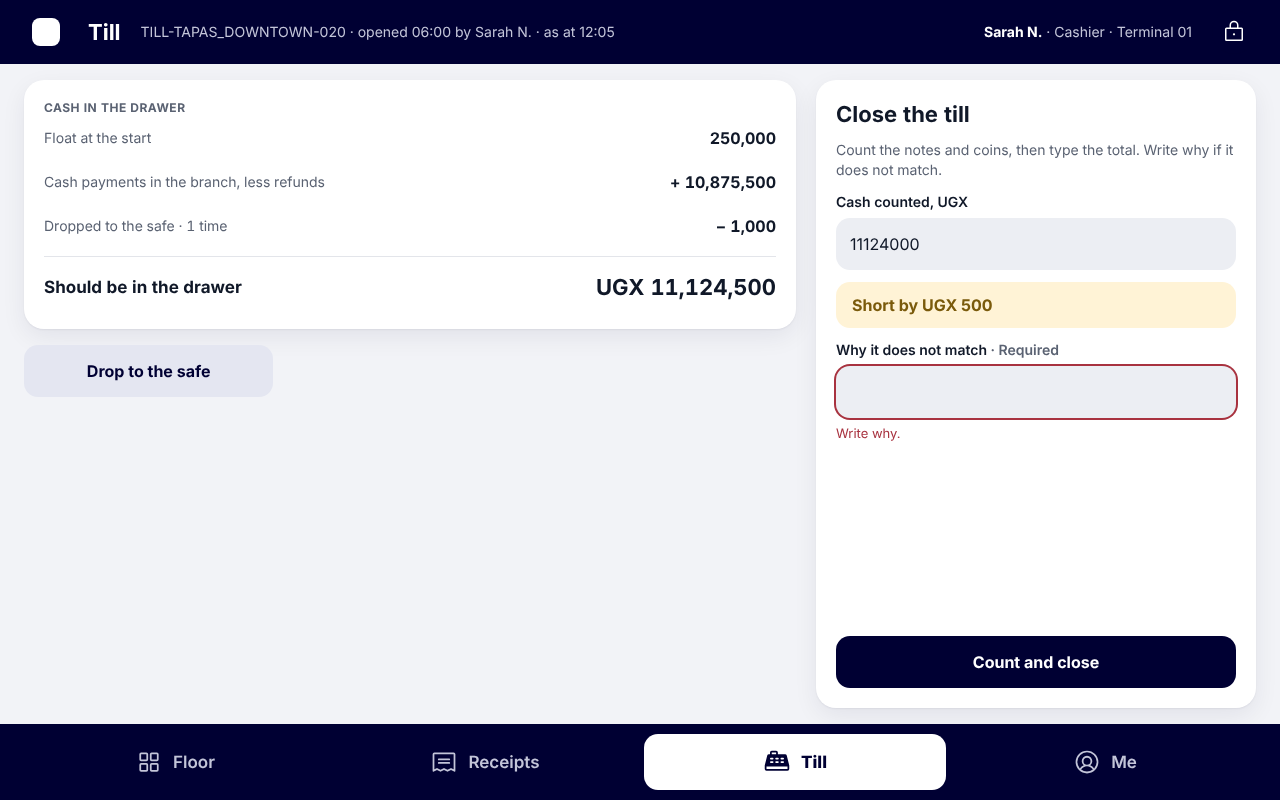 Till
TILL-TAPAS_DOWNTOWN-020 · opened 06:00 by Sarah N. · as at 12:05
Sarah N. · Cashier · Terminal 01
CASH IN THE DRAWER
Float at the start 250,000
Cash payments in the branch, less refunds + 10,875,500
Dropped to the safe · 1 time − 1,000
Should be in the drawer UGX 11,124,500
Drop to the safe
Close the till
Count the notes and coins, then type the total. Write why if it
does not match.
Cash counted, UGX
11124000
Short by UGX 500
Why it does not match · Required
Write why.
Count and close
Floor
Receipts
Till
Me